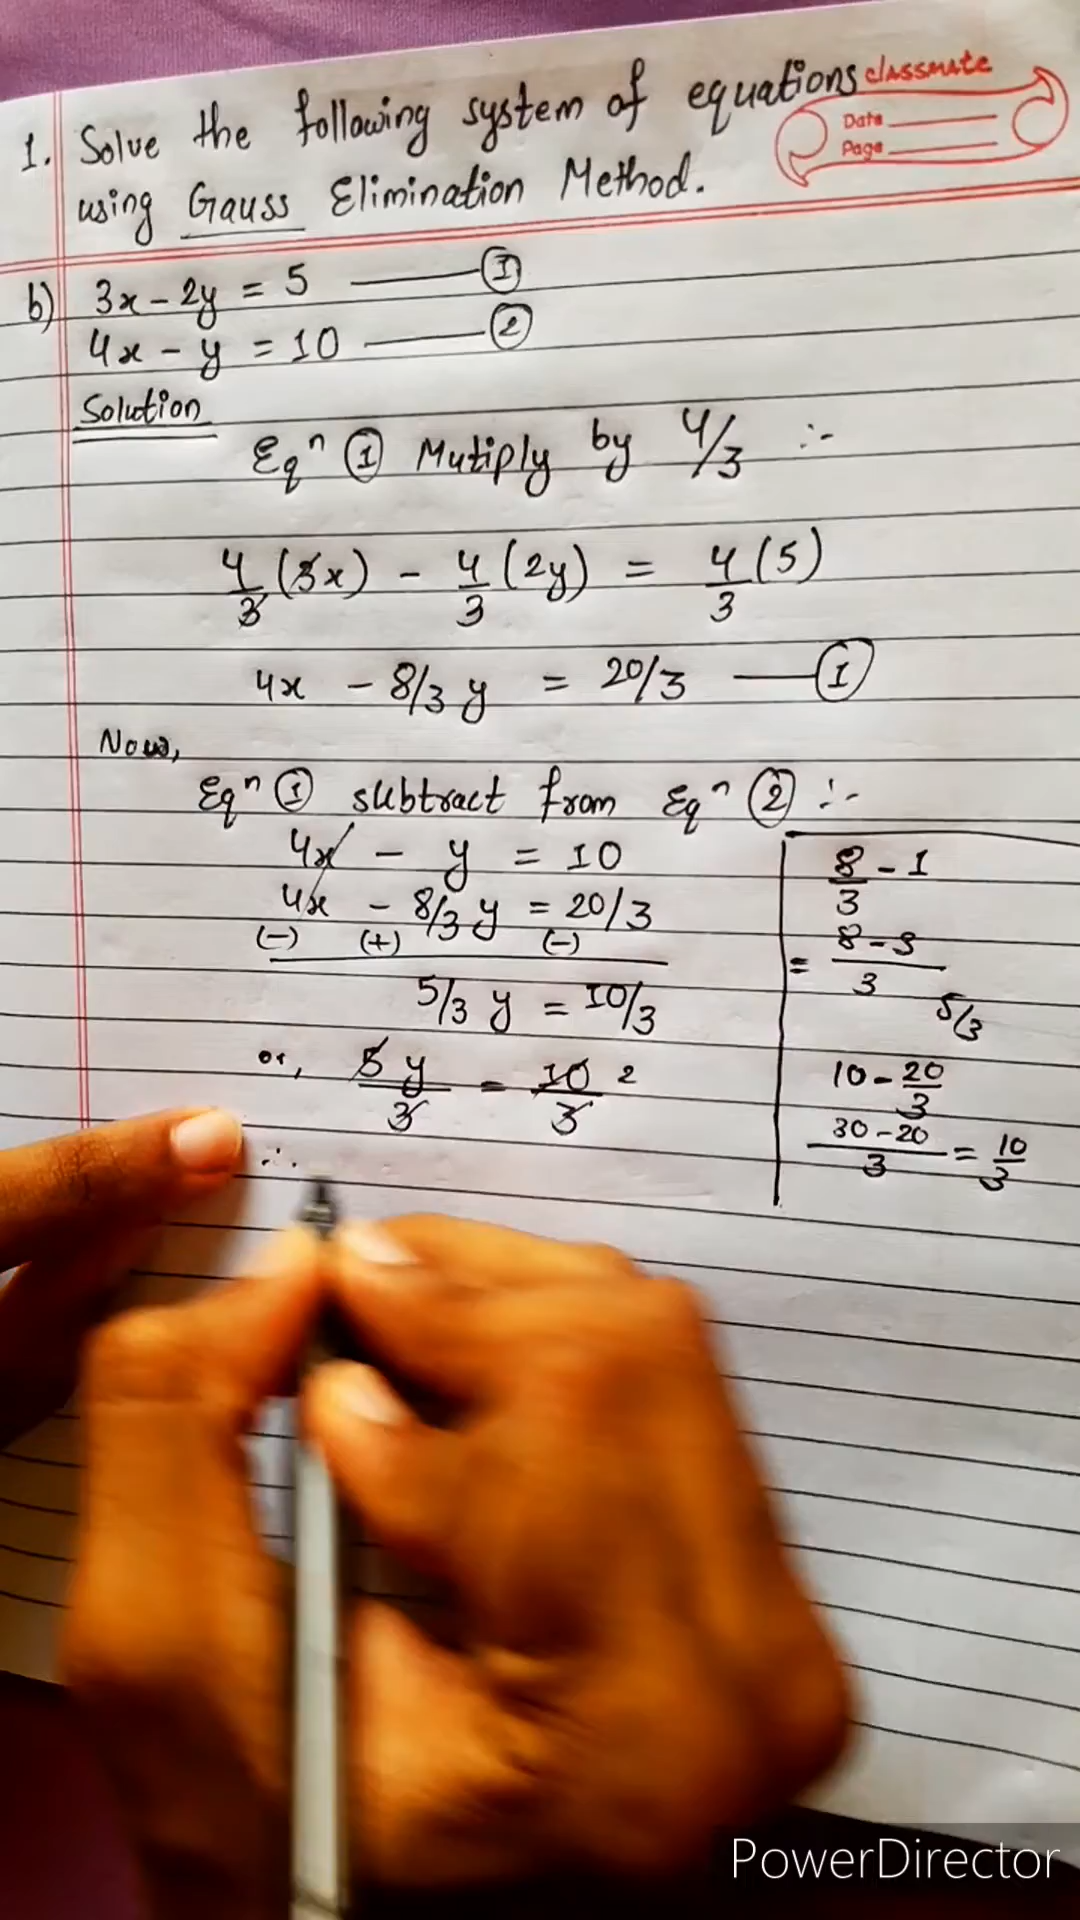 classmate
Date
Page
1. Solve the following system of equations
using Gauss Elimination Method.
b) 3x - 2y = 5 —— ①
4x - y = 10 —— ②
Solution
Eqⁿ ① Mutiply by 4/3 :-
4/3 (3x) - 4/3 (2y) = 4/3 (5)
4x - 8/3 y = 20/3 —— ①
Now,
Eqⁿ ① subtract from Eqⁿ ② :-
4x - y = 10
4x - 8/3 y = 20/3
(-) (+) (-)
5/3 y = 10/3
or, 5y/3 = 10/3 2
∴
8/3 - 1
= 8-3/3
5/3
10 - 20/3
30-20/3 = 10/3
PowerDirector